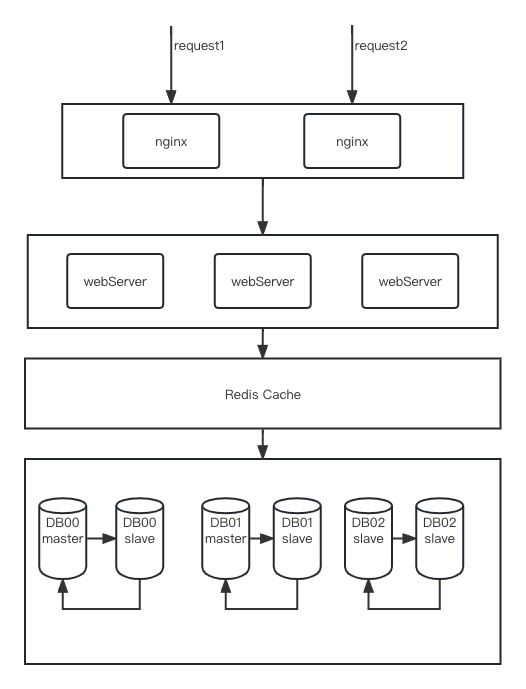 request1
request2
nginx
nginx
webServer
webServer
webServer
Redis Cache
DB00
master
DB00
slave
DB01
master
DB01
slave
DB02
slave
DB02
slave